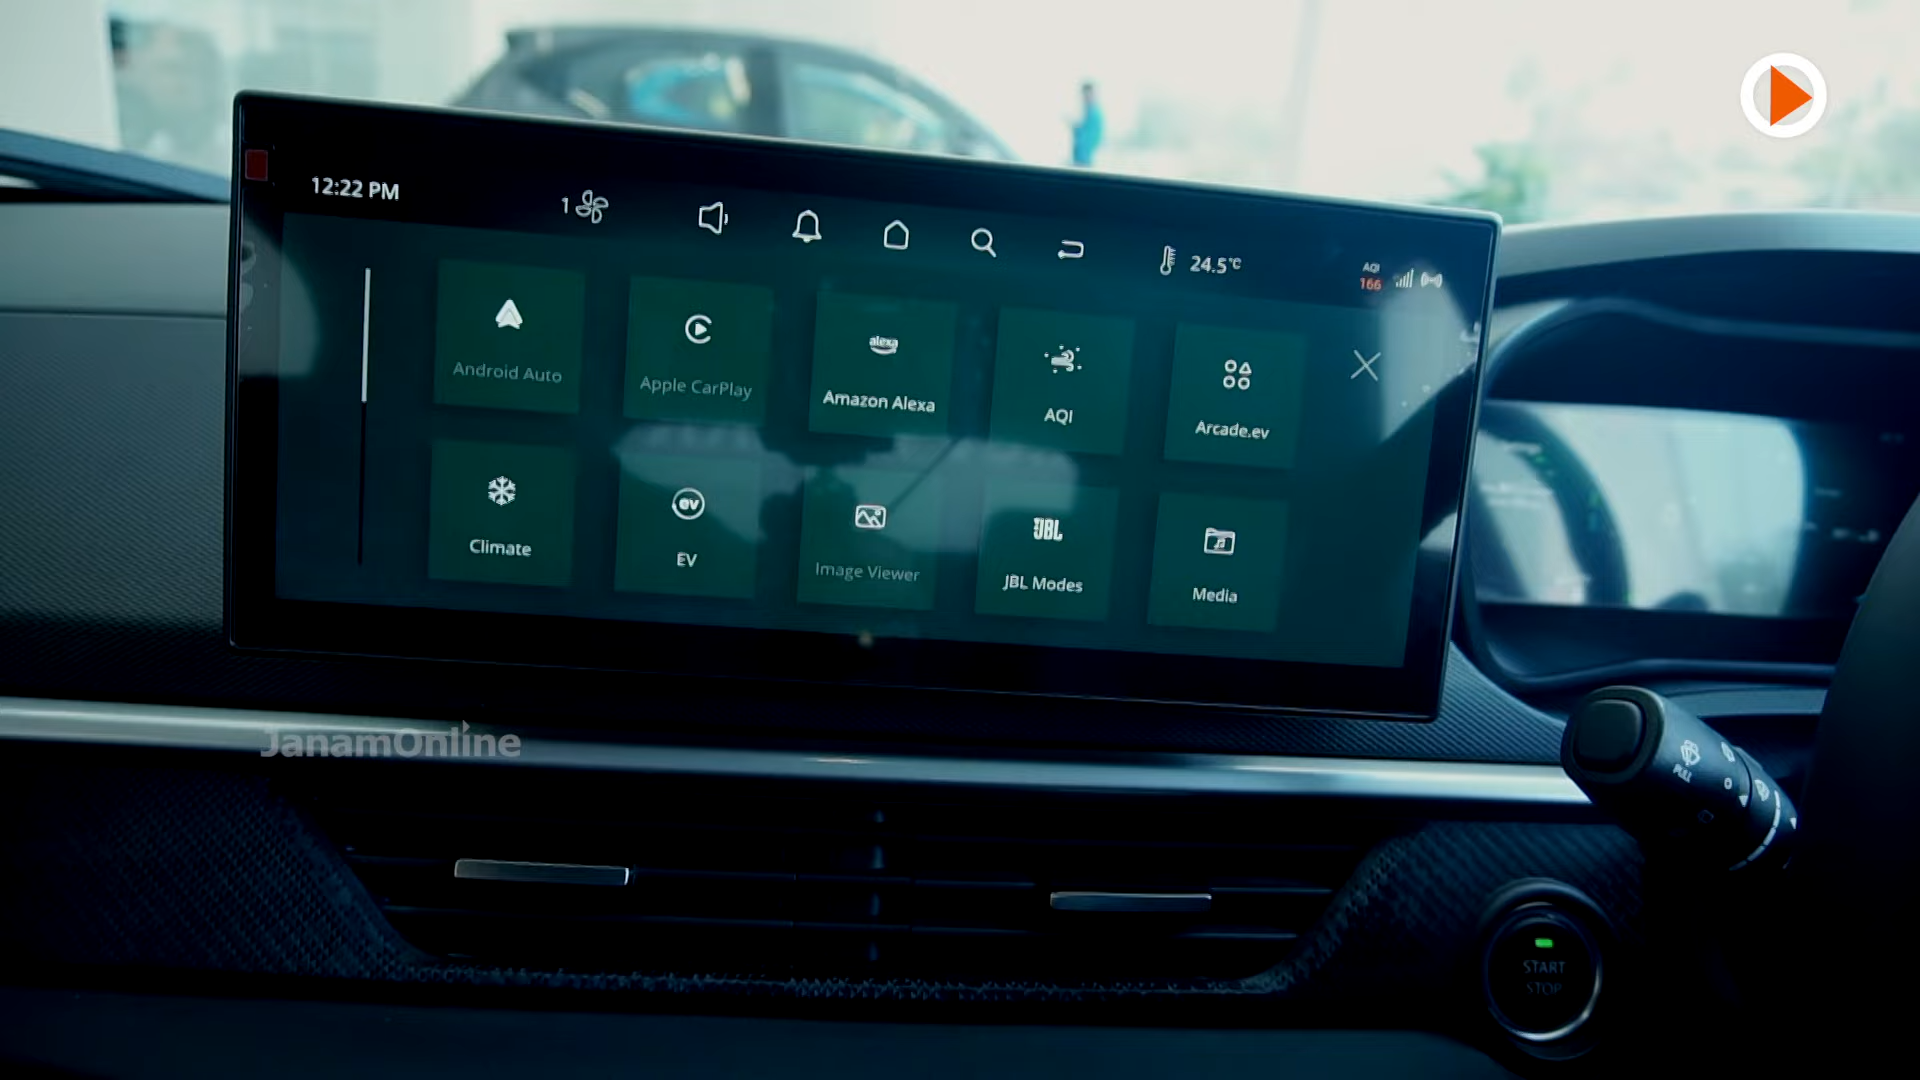 12:22 PM
1
24.5°C
AQI
166
Android Auto
Apple CarPlay
alexa
Amazon Alexa
AQI
Arcade.ev
Climate
ev
EV
Image Viewer
JBL
JBL Modes
Media
JanamOnline
PULL
START
STOP